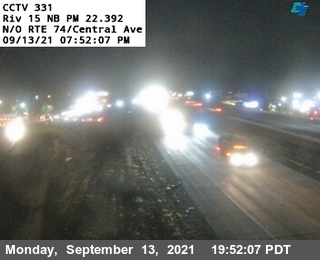 CCTV 331
Riv 15 NB PM 22.392
N/O RTE 74/Central Ave
09/13/21 07:52:07 PM
Monday, September 13, 2021 19:52:07 PDT